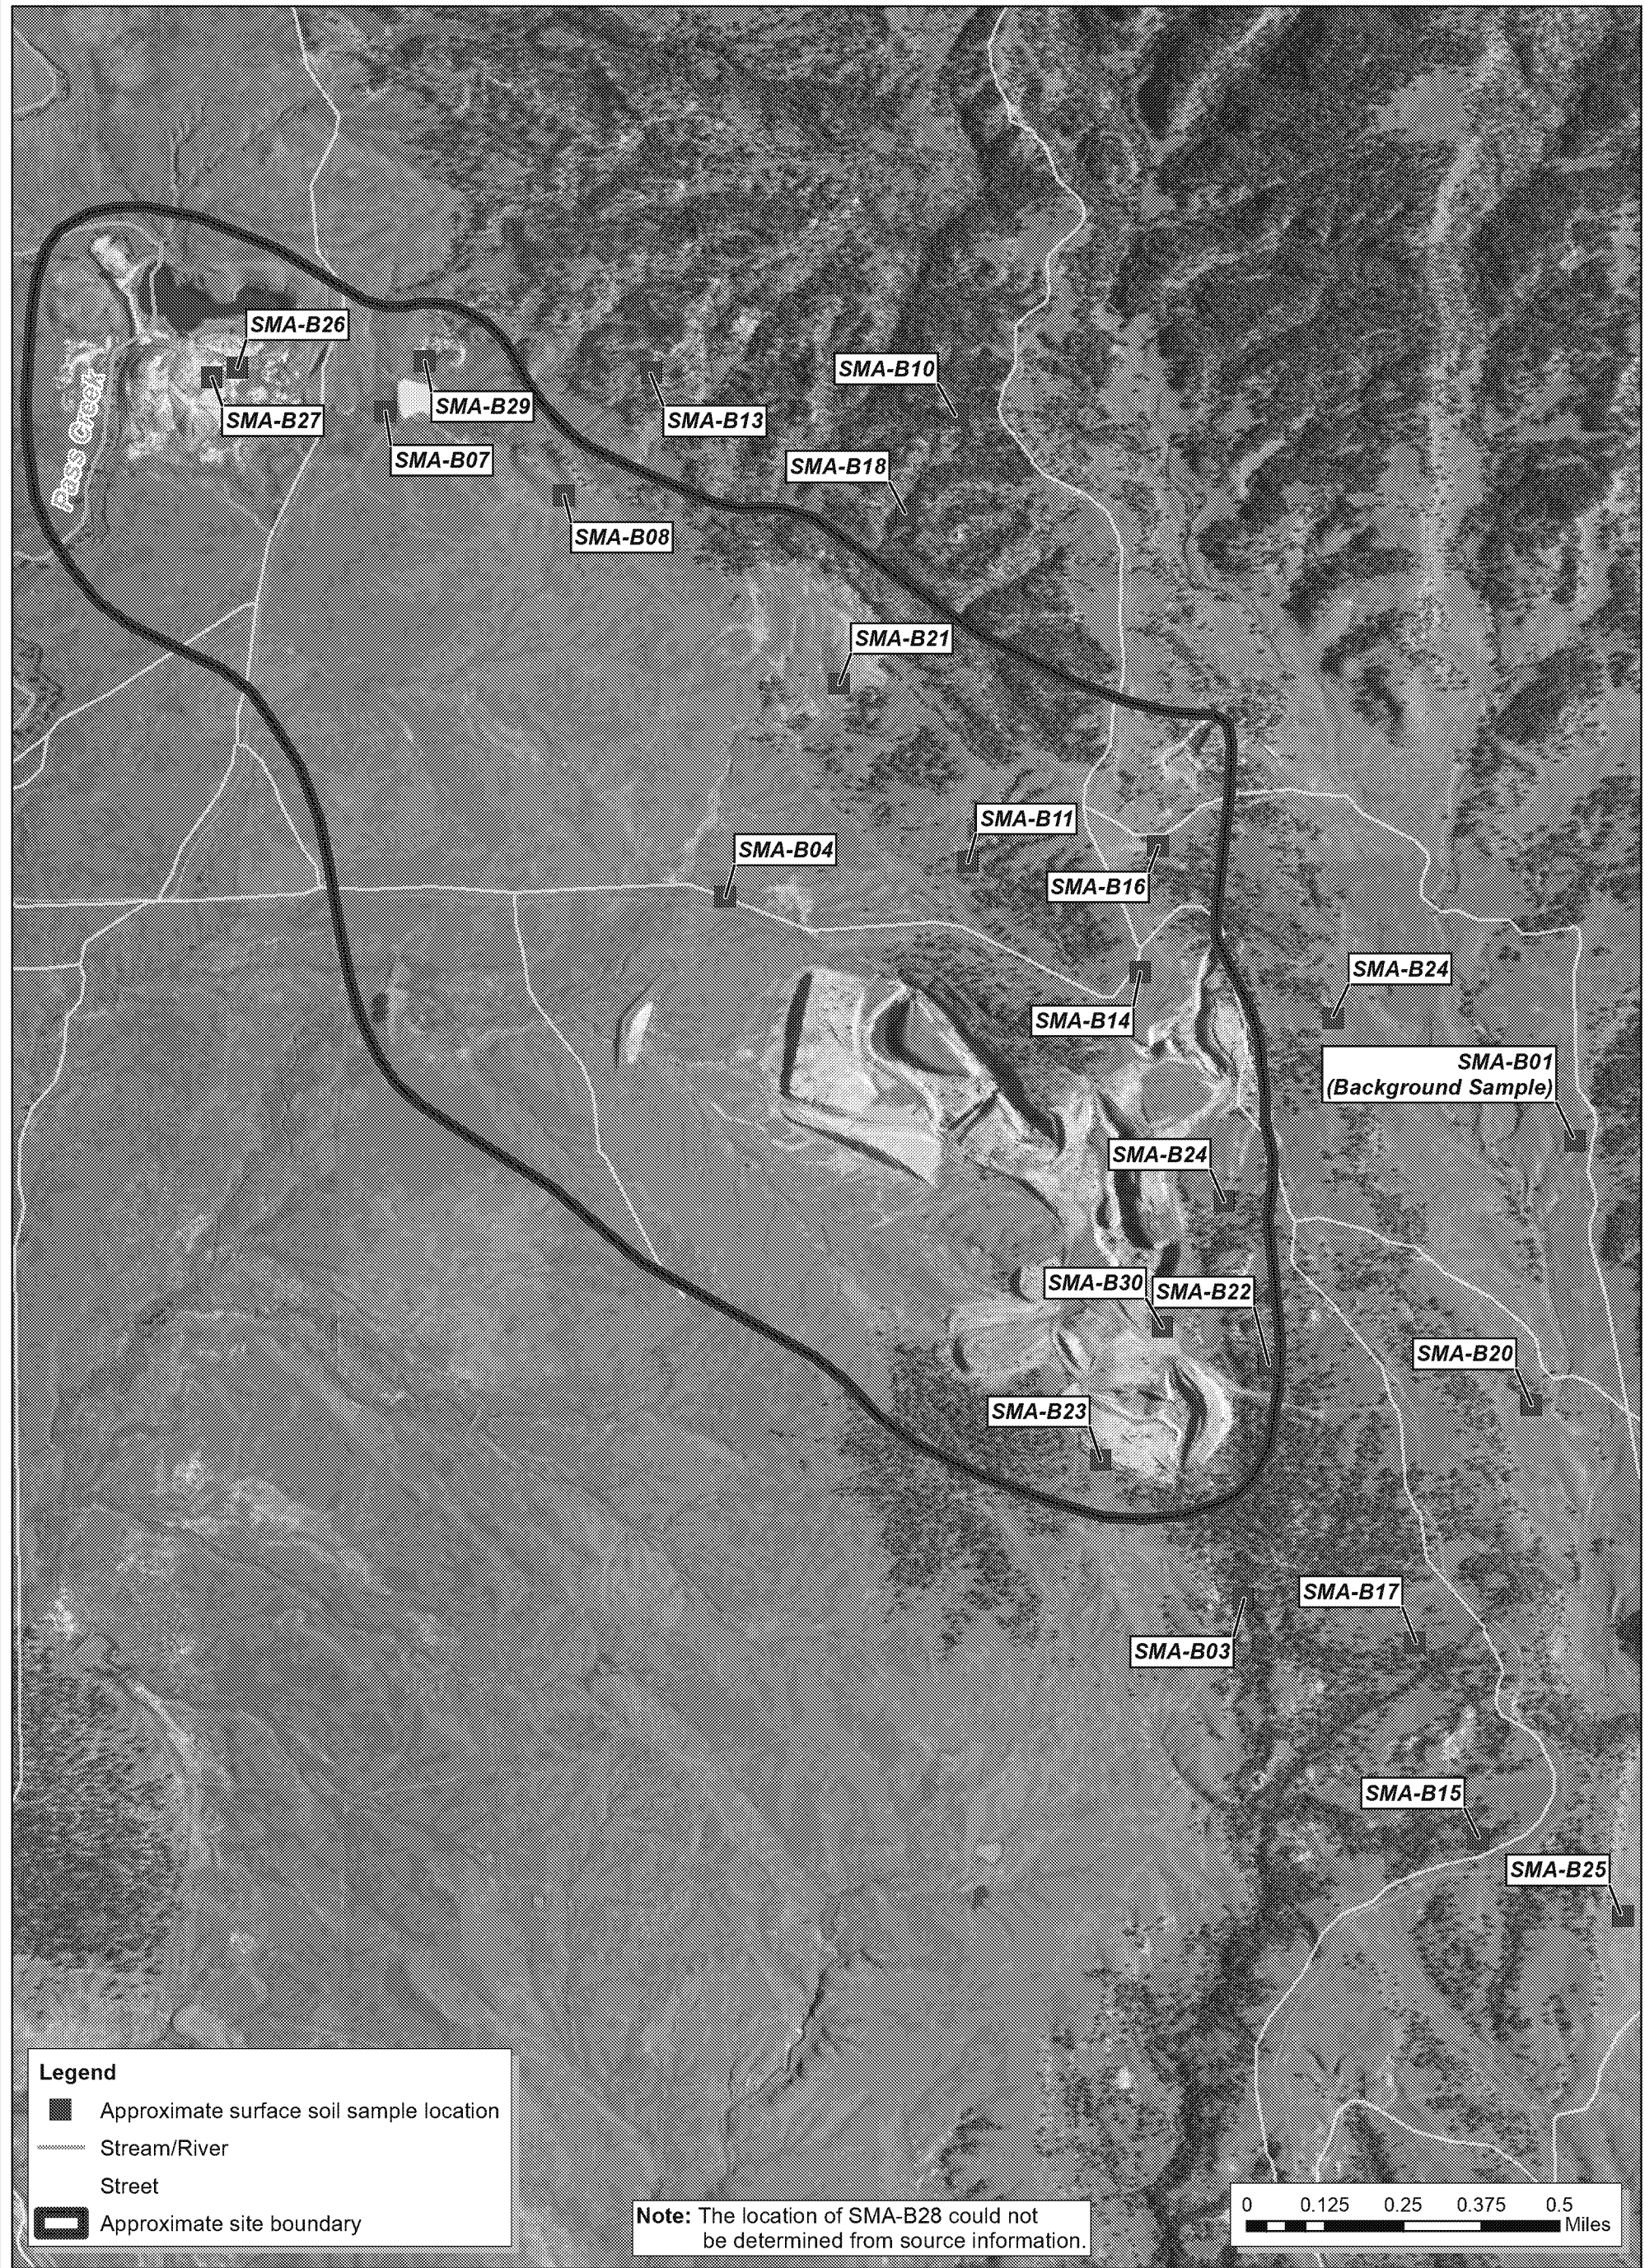 SMA-B26
SMA-B10
SMA-B29
SMA-B27
SMA-B13
Pass Creek
SMA-B07
SMA-B18
SMA-B08
SMA-B21
SMA-B11
SMA-B04
SMA-B16
SMA-B24
SMA-B14
SMA-B01
(Background Sample)
SMA-B24
SMA-B30
SMA-B22
SMA-B20
SMA-B23
SMA-B17
SMA-B03
SMA-B15
SMA-B25
Legend
Approximate surface soil sample location
Stream/River
Street
Approximate site boundary
Note: The location of SMA-B28 could not
be determined from source information.
0 0.125 0.25 0.375 0.5
Miles